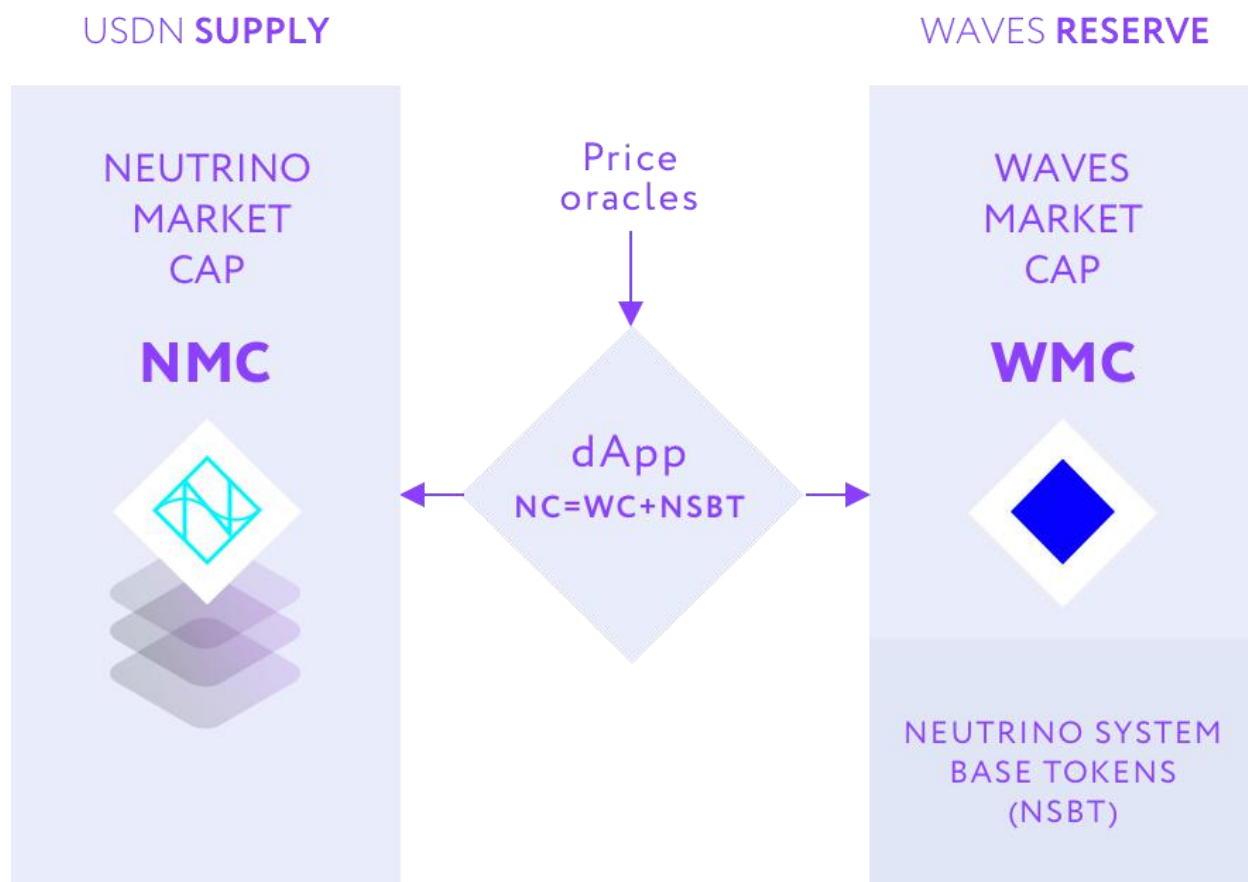 USDN SUPPLY
WAVES RESERVE
NEUTRINO
MARKET
CAP
NMC
Price
oracles
dApp
NC=WC+NSBT
WAVES
MARKET
CAP
WMC
NEUTRINO SYSTEM
BASE TOKENS
(NSBT)